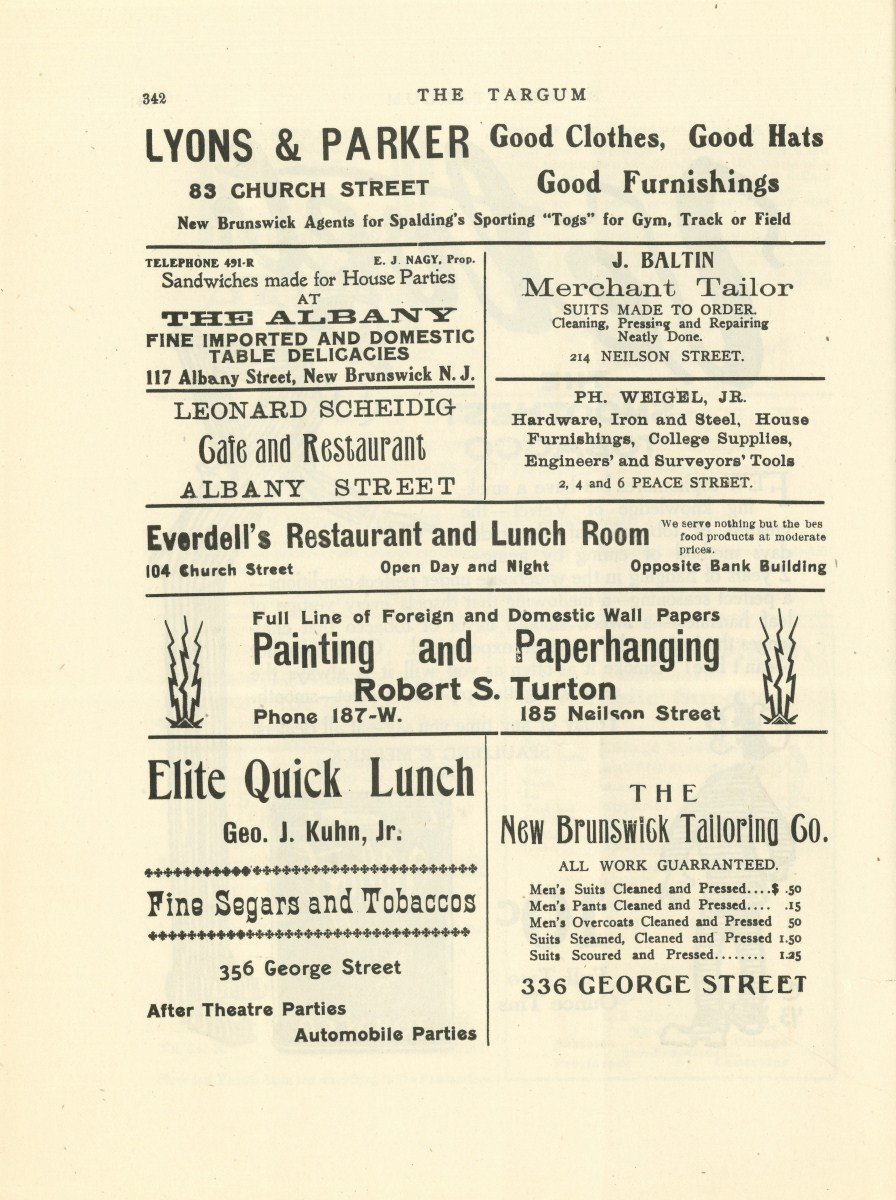 342
THE TARGUM
LYONS & PARKER
83 CHURCH STREET
Good Clothes, Good Hats
Good Furnishings
New Brunswick Agents for Spalding's Sporting "Togs" for Gym, Track or Field
TELEPHONE 491-R
E. J. NAGY, Prop.
Sandwiches made for House Parties
AT
THE ALBANY
FINE IMPORTED AND DOMESTIC
TABLE DELICACIES
117 Albany Street, New Brunswick N. J.
LEONARD SCHEIDIG
Cafe and Restaurant
ALBANY STREET
J. BALTIN
Merchant Tailor
SUITS MADE TO ORDER.
Cleaning, Pressing and Repairing
Neatly Done.
214 NEILSON STREET.
PH. WEIGEL, JR.
Hardware, Iron and Steel, House
Furnishings, College Supplies,
Engineers' and Surveyors' Tools
2, 4 and 6 PEACE STREET.
Everdell's Restaurant and Lunch Room
We serve nothing but the bes
food products at moderate
prices.
104 Church Street
Open Day and Night
Opposite Bank Building
Full Line of Foreign and Domestic Wall Papers
Painting and Paperhanging
Robert S. Turton
Phone 187-W.
185 Neilson Street
Elite Quick Lunch
Geo. J. Kuhn, Jr.
Fine Segars and Tobaccos
356 George Street
After Theatre Parties
Automobile Parties
THE
New Brunswick Tailoring Co.
ALL WORK GUARRANTEED.
Men's Suits Cleaned and Pressed....$ .50
Men's Pants Cleaned and Pressed.... .15
Men's Overcoats Cleaned and Pressed 50
Suits Steamed, Cleaned and Pressed 1.50
Suits Scoured and Pressed........ 1.25
336 GEORGE STREET